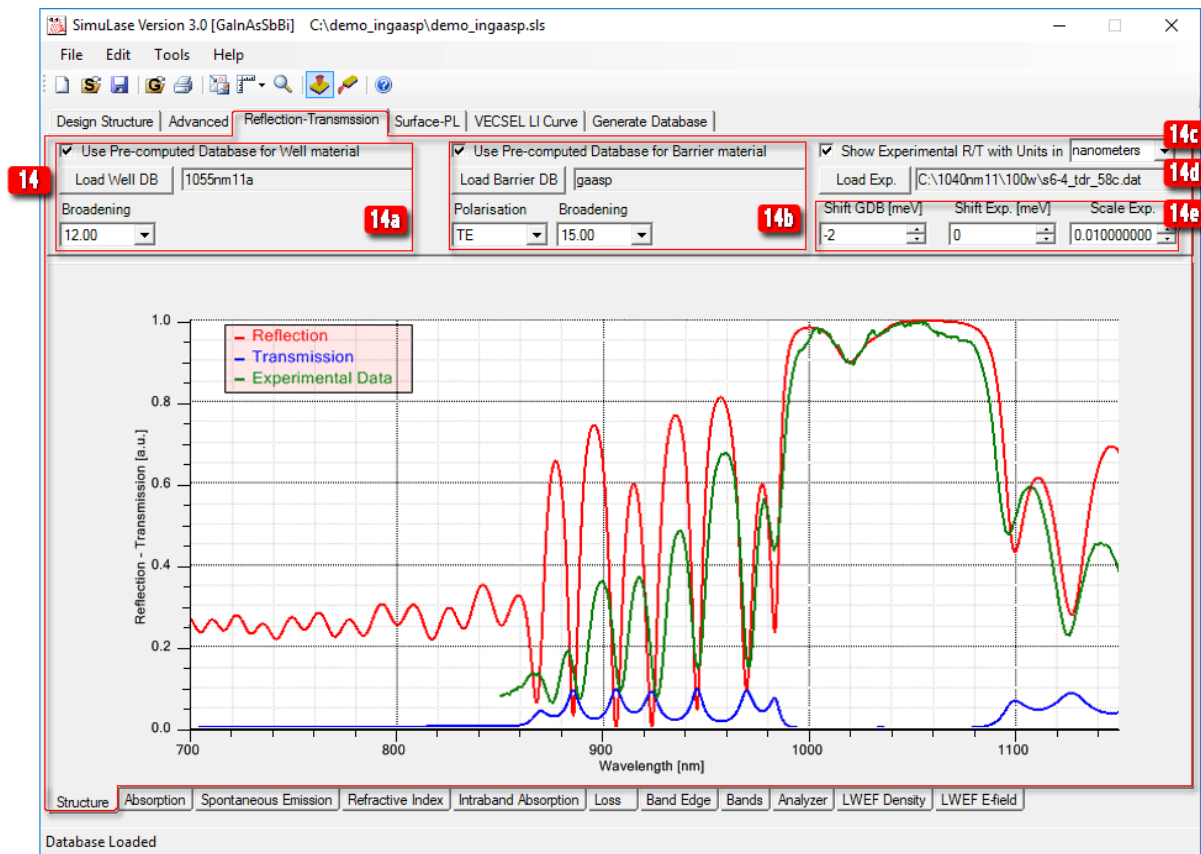 SimuLase Version 3.0 [GaInAsSbBi] C:\demo_ingaasp\demo_ingaasp.sls
File Edit Tools Help
Design Structure Advanced Reflection-Transmssion Surface-PL VECSEL LI Curve Generate Database
14
Use Pre-computed Database for Well material
Load Well DB 1055nm11a
Broadening
12.00
14a
Use Pre-computed Database for Barrier material
Load Barrier DB gaasp
Polarisation Broadening
TE 15.00
14b
Show Experimental R/T with Units in nanometers
14c
Load Exp. C:\1040nm11\100w\s6-4_tdr_58c.dat
14d
Shift GDB [meV] Shift Exp. [meV] Scale Exp.
14e
-2 0 0.010000000
Reflection
Transmission
Experimental Data
Reflection - Transmission [a.u.]
1.0
0.8
0.6
0.4
0.2
0.0
700 800 900 1000 1100
Wavelength [nm]
Structure Absorption Spontaneous Emission Refractive Index Intraband Absorption Loss Band Edge Bands Analyzer LWEF Density LWEF E-field
Database Loaded